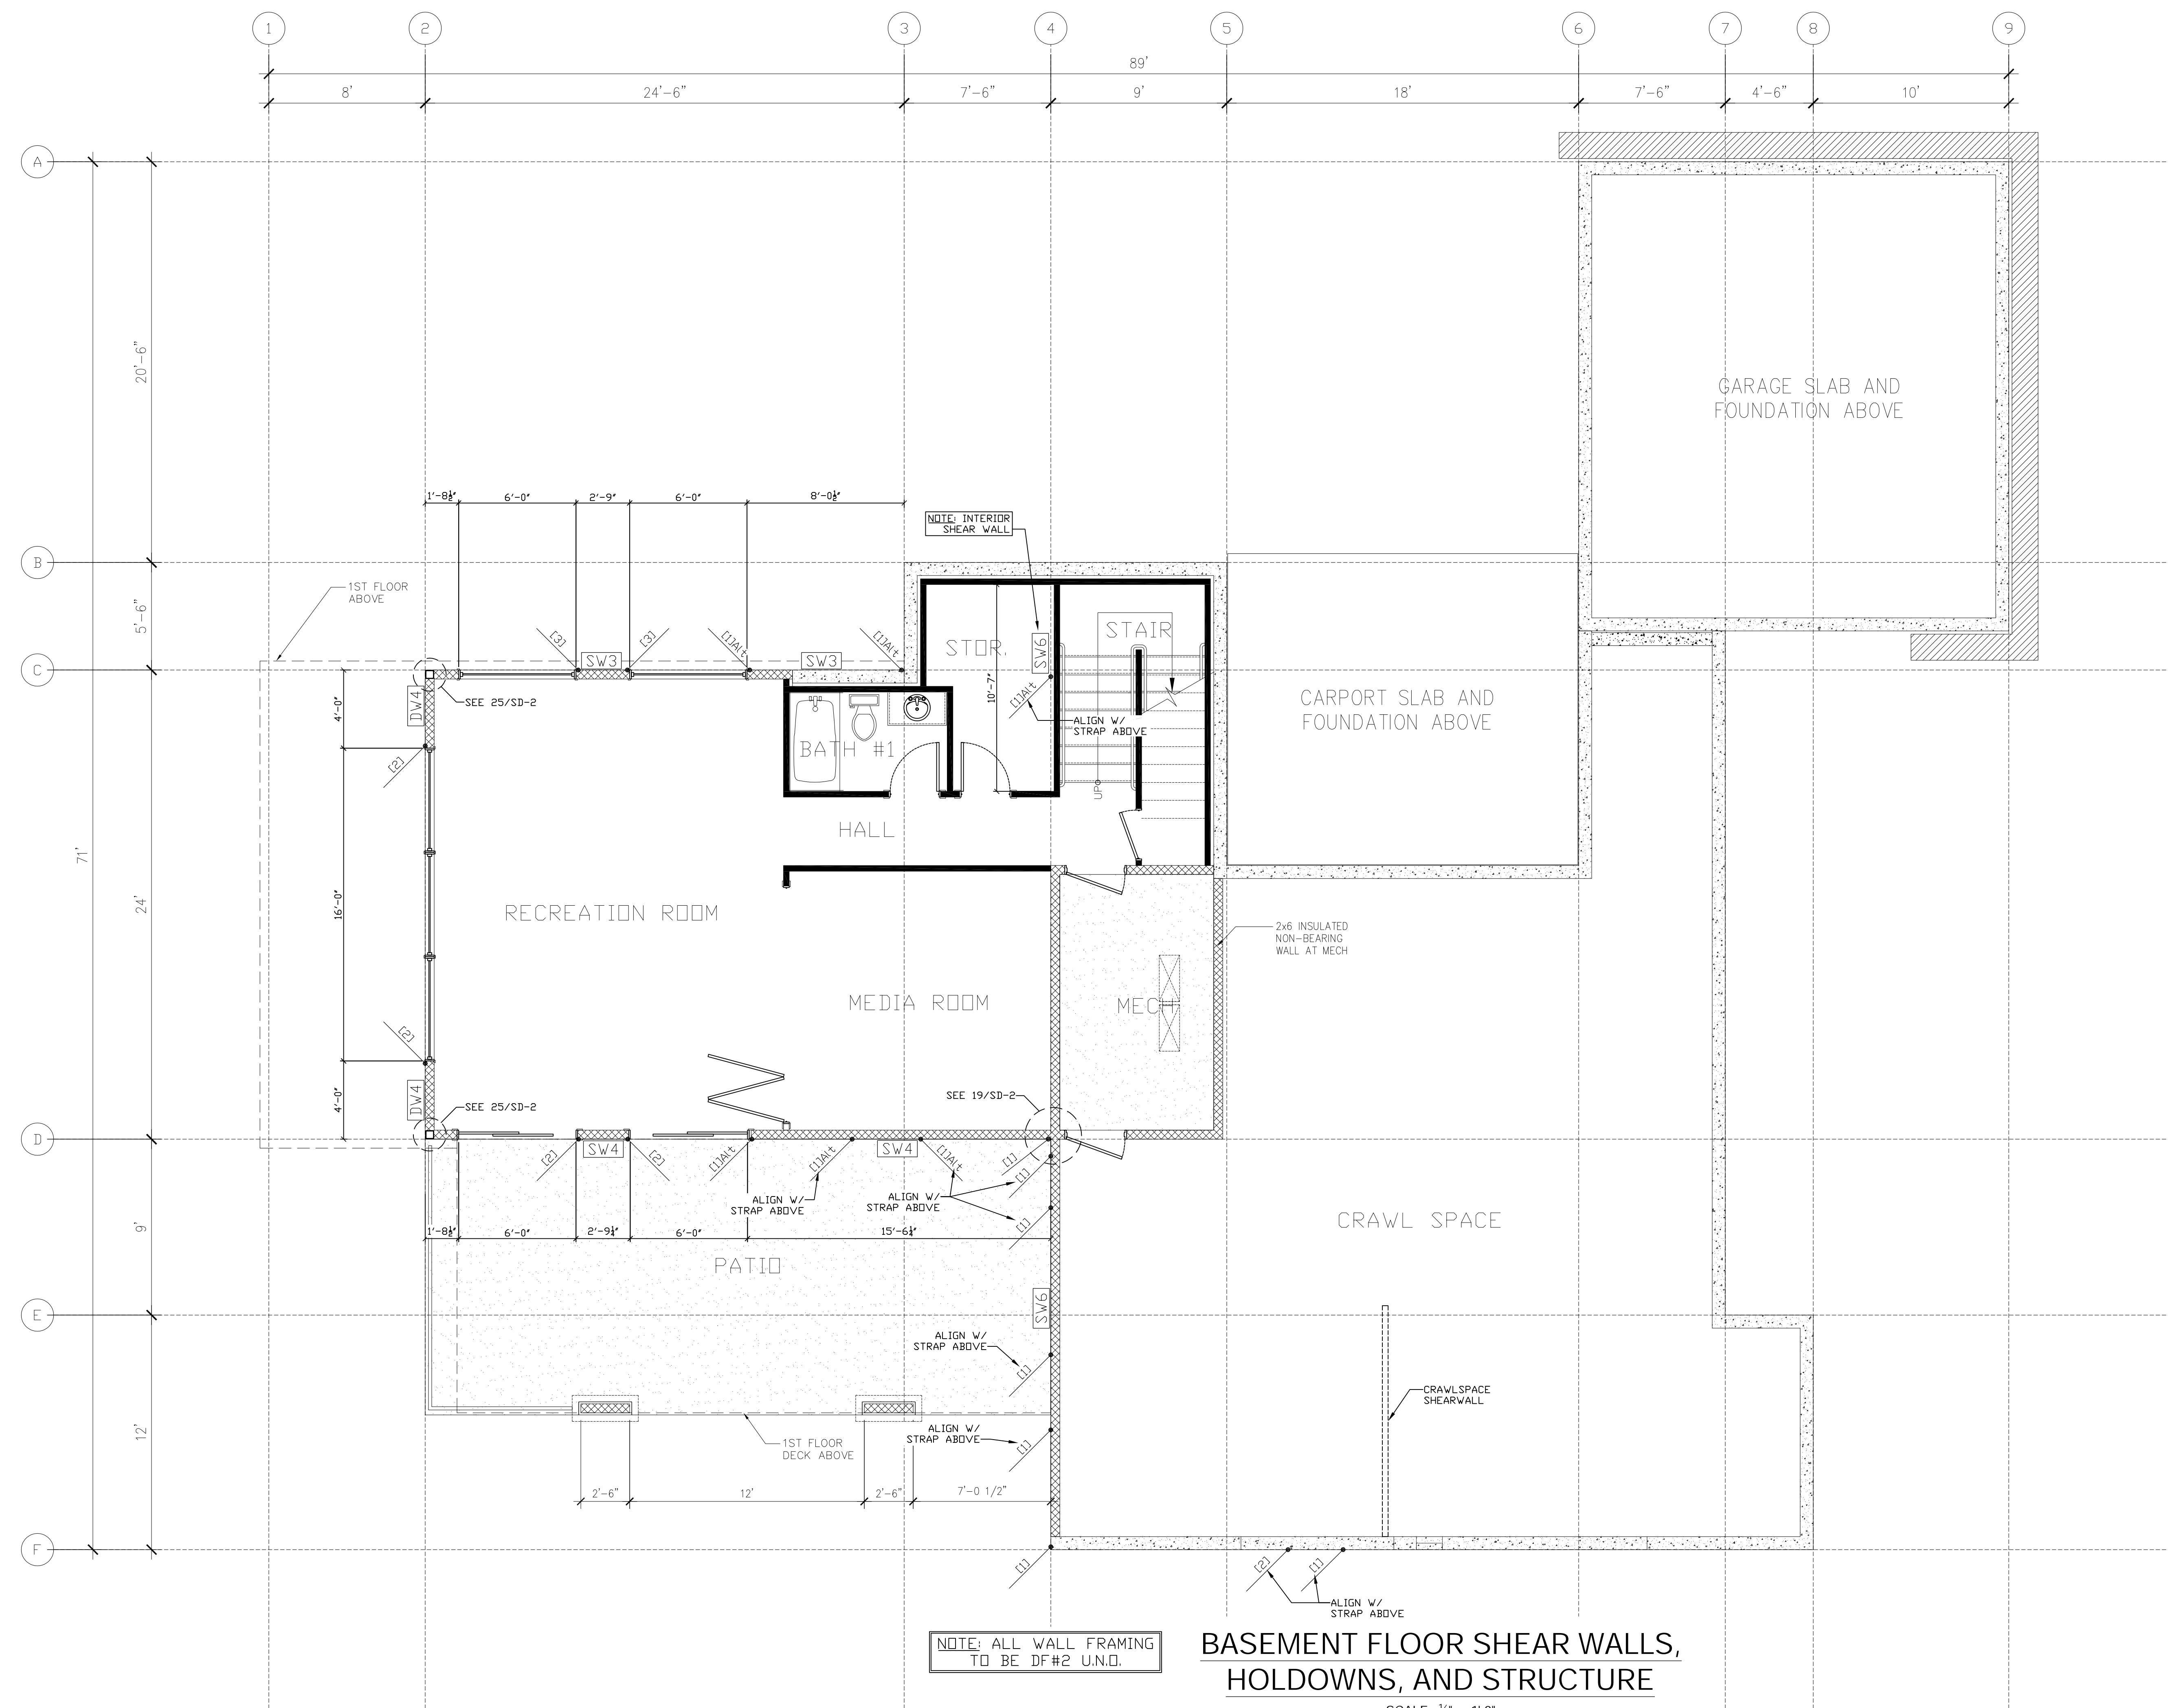 1 2 3 4 5 6 7 8 9
89'
8' 24'-6" 7'-6" 9' 18' 7'-6" 4'-6" 10'
A
20'-6"
GARAGE SLAB AND
FOUNDATION ABOVE
1'-8½" 6'-0" 2'-9" 6'-0" 8'-0½"
NOTE: INTERIOR
SHEAR WALL
B
1ST FLOOR
ABOVE
5'-6"
[3] [3] [1]Alt [1]Alt
STAIR
STOR.
SW6
SW3 SW3
C
4'-0"
DW4
SEE 25/SD-2
10'-7"
[1]Alt
ALIGN W/
STRAP ABOVE
CARPORT SLAB AND
FOUNDATION ABOVE
BATH #1
[2]
UP
HALL
71'
24'
16'-0"
RECREATION ROOM
2x6 INSULATED
NON-BEARING
WALL AT MECH
MEDIA ROOM
MECH
[2]
4'-0"
DW4
SEE 25/SD-2
SEE 19/SD-2
D
[2] SW4 [2] [1]Alt [1]Alt SW4 [1]Alt [1]
[1]
ALIGN W/
STRAP ABOVE
ALIGN W/
STRAP ABOVE
[1]
9'
CRAWL SPACE
1'-8½" 6'-0" 2'-9¼" 6'-0" 15'-6¼"
PATIO
E
SW6
ALIGN W/
STRAP ABOVE
[1]
CRAWLSPACE
SHEARWALL
12'
ALIGN W/
STRAP ABOVE
[1]
1ST FLOOR
DECK ABOVE
2'-6" 12' 2'-6" 7'-0 1/2"
F
[1] [2] [1]
ALIGN W/
STRAP ABOVE
NOTE: ALL WALL FRAMING
TO BE DF#2 U.N.O.
BASEMENT FLOOR SHEAR WALLS,
HOLDOWNS, AND STRUCTURE